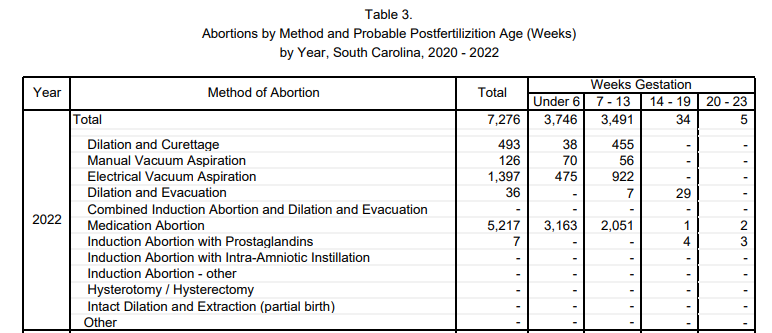 Table 3.
Abortions by Method and Probable Postfertilizition Age (Weeks)
by Year, South Carolina, 2020 - 2022
Year Method of Abortion Total Weeks Gestation
Under 6 7 - 13 14 - 19 20 - 23
2022
Total 7,276 3,746 3,491 34 5
Dilation and Curettage 493 38 455 - -
Manual Vacuum Aspiration 126 70 56 - -
Electrical Vacuum Aspiration 1,397 475 922 - -
Dilation and Evacuation 36 - 7 29 -
Combined Induction Abortion and Dilation and Evacuation - - - - -
Medication Abortion 5,217 3,163 2,051 1 2
Induction Abortion with Prostaglandins 7 - - 4 3
Induction Abortion with Intra-Amniotic Instillation - - - - -
Induction Abortion - other - - - - -
Hysterotomy / Hysterectomy - - - - -
Intact Dilation and Extraction (partial birth) - - - - -
Other - - - - -